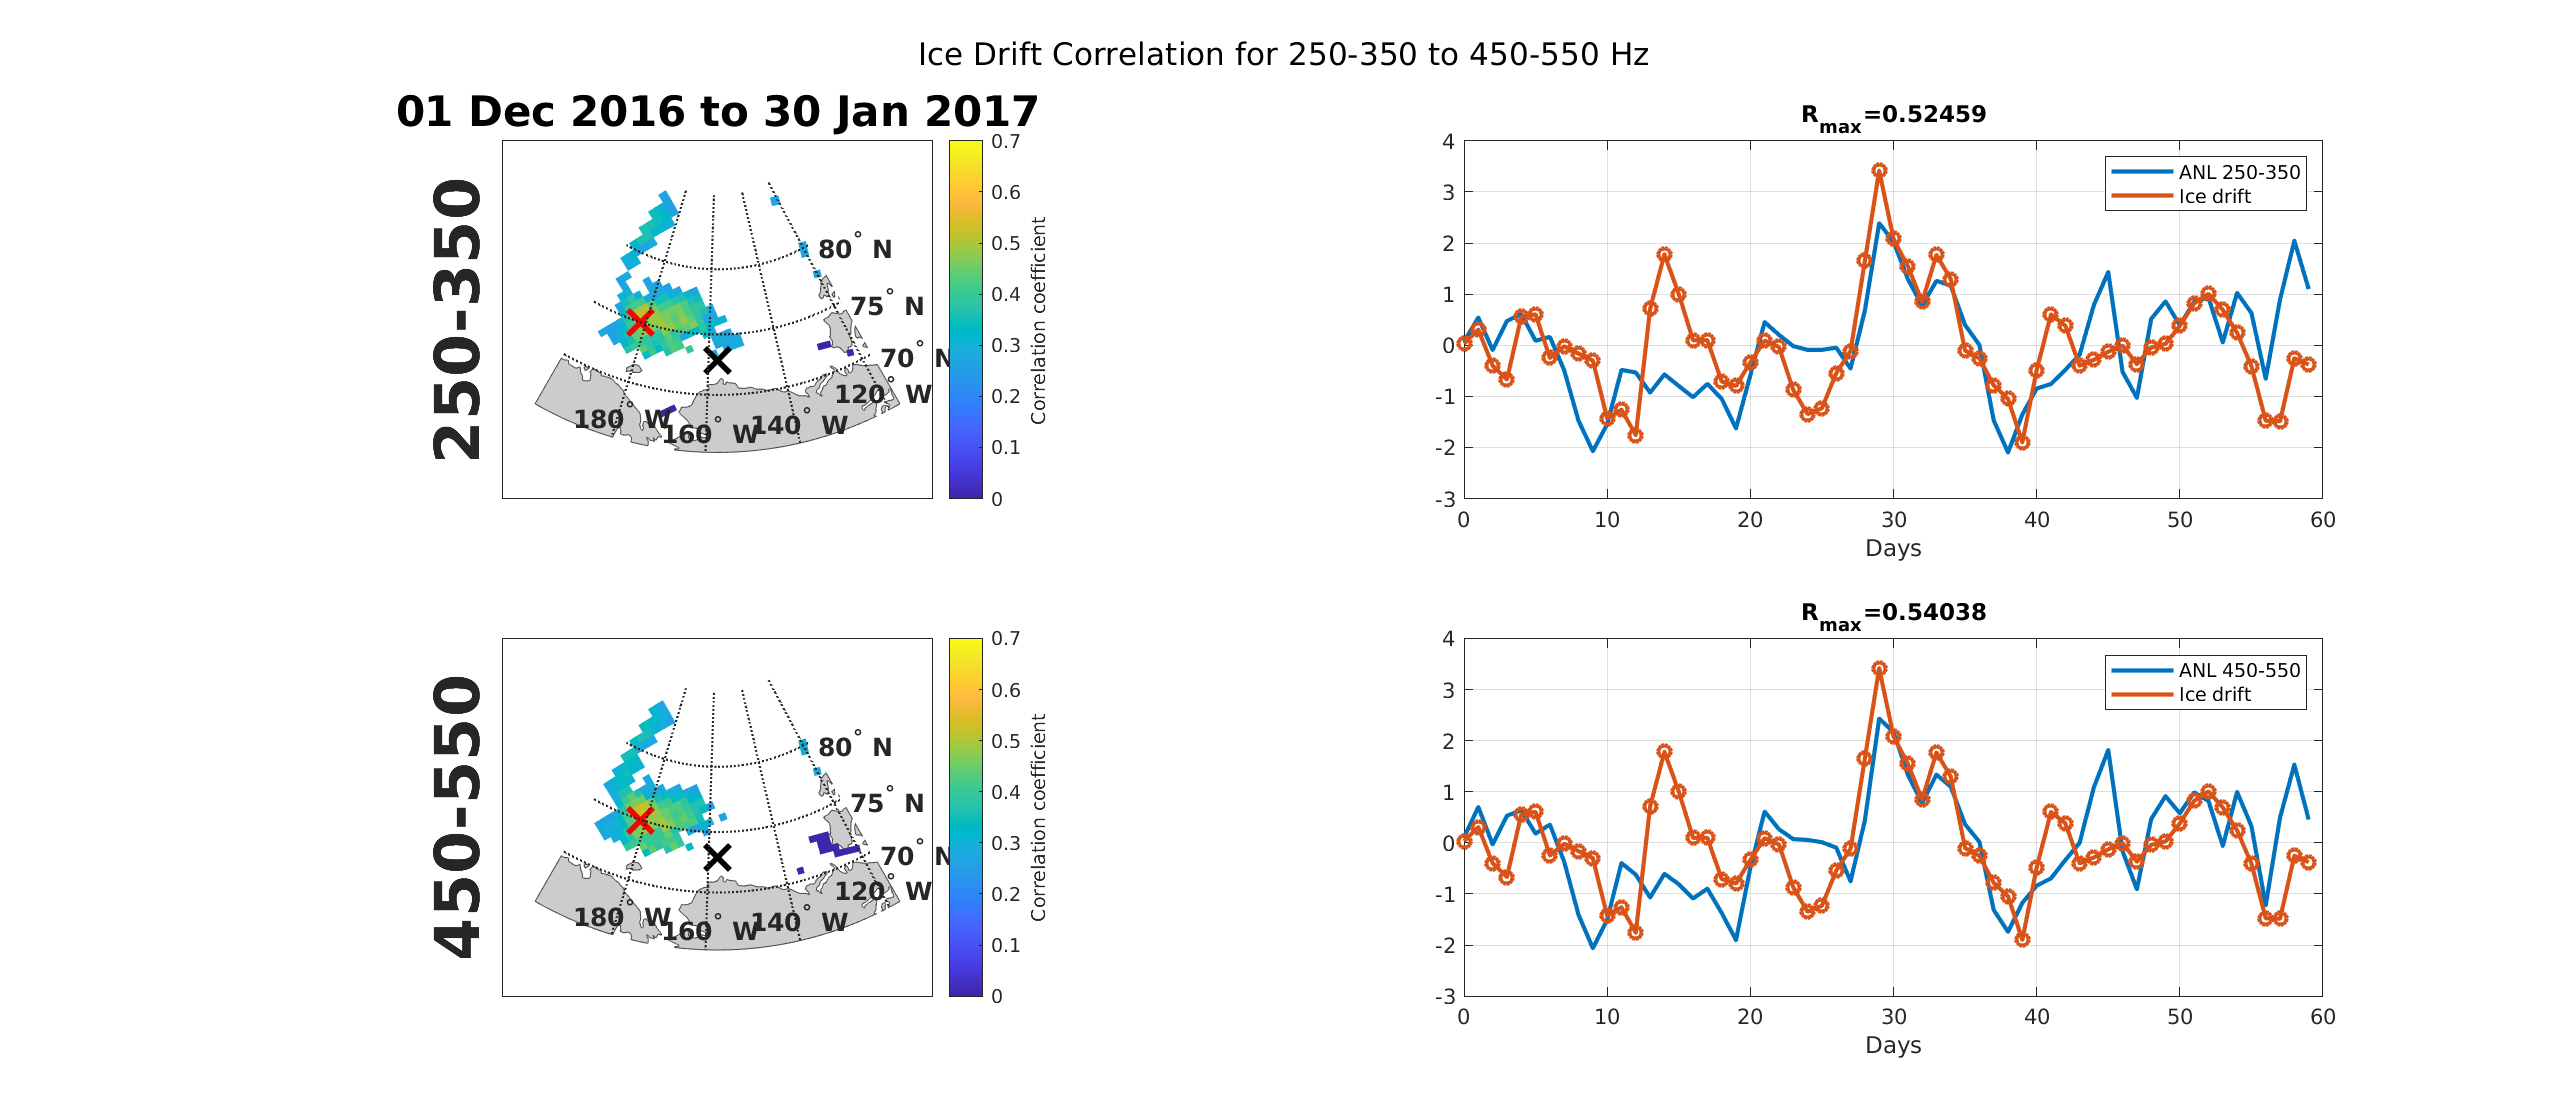 Ice Drift Correlation for 250-350 to 450-550 Hz
01 Dec 2016 to 30 Jan 2017
250-350
80° N
75° N
70° N
120° W
180° W
160° W
140° W
0.7
0.6
0.5
0.4
0.3
0.2
0.1
0
Correlation coefficient
Rmax=0.52459
4
3
2
1
0
-1
-2
-3
0 10 20 30 40 50 60
Days
ANL 250-350
Ice drift
450-550
80° N
75° N
70° N
120° W
180° W
160° W
140° W
0.7
0.6
0.5
0.4
0.3
0.2
0.1
0
Correlation coefficient
Rmax=0.54038
4
3
2
1
0
-1
-2
-3
0 10 20 30 40 50 60
Days
ANL 450-550
Ice drift